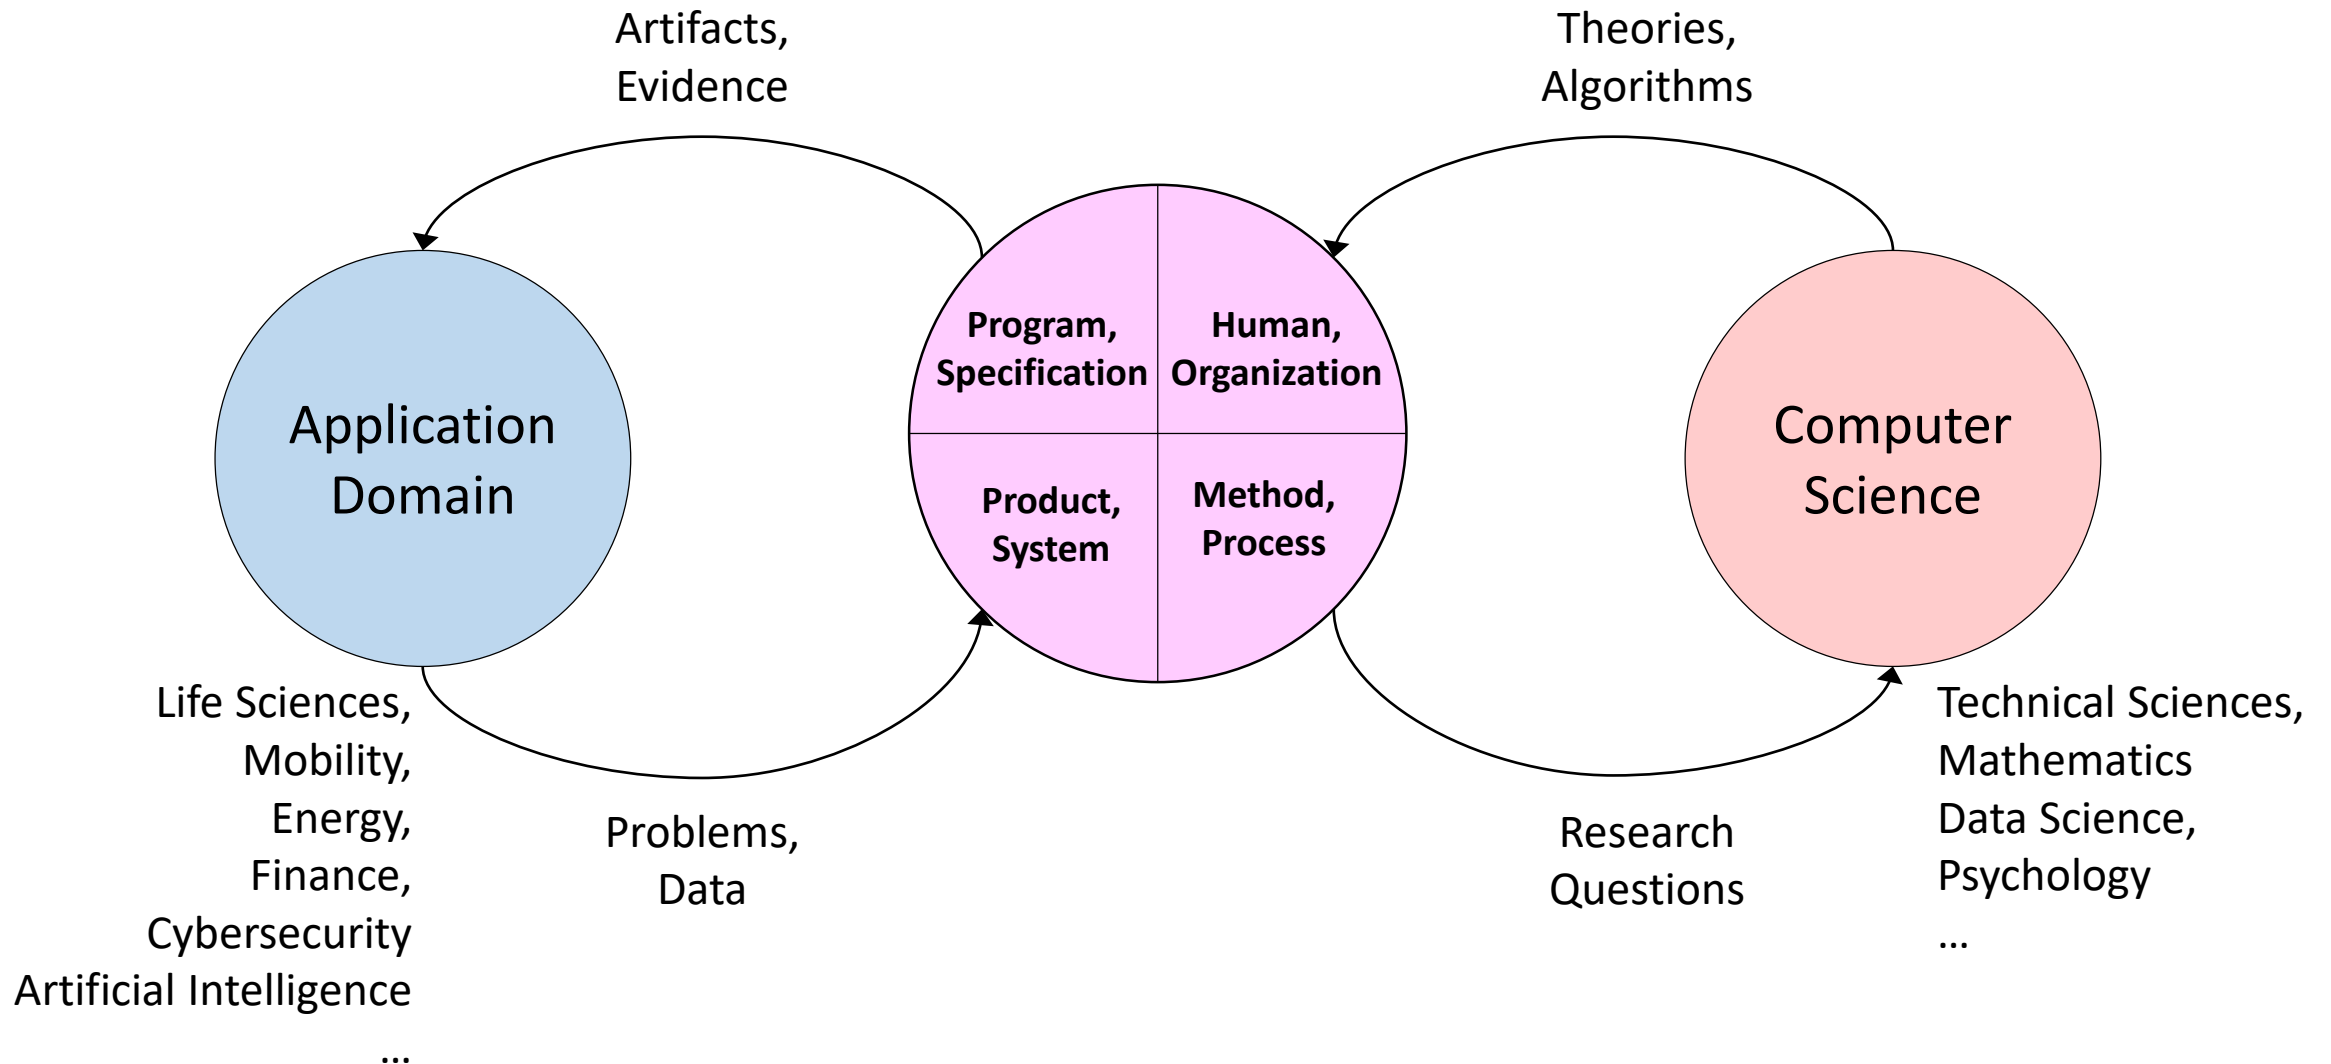 Artifacts,
Evidence
Theories,
Algorithms
Program,
Specification
Human,
Organization
Application
Domain
Product,
System
Method,
Process
Computer
Science
Life Sciences,
Mobility,
Energy,
Finance,
Cybersecurity
Artificial Intelligence
...
Problems,
Data
Research
Questions
Technical Sciences,
Mathematics
Data Science,
Psychology
...